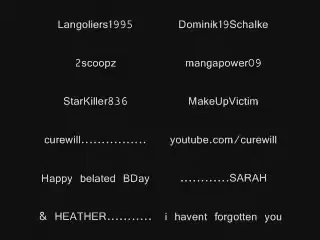 Langoliers1995 Dominik19Schalke
2scoopz mangapower09
StarKiller836 MakeUpVictim
curewill................ youtube.com/curewill
Happy belated BDay ............SARAH
& HEATHER........... i havent forgotten you